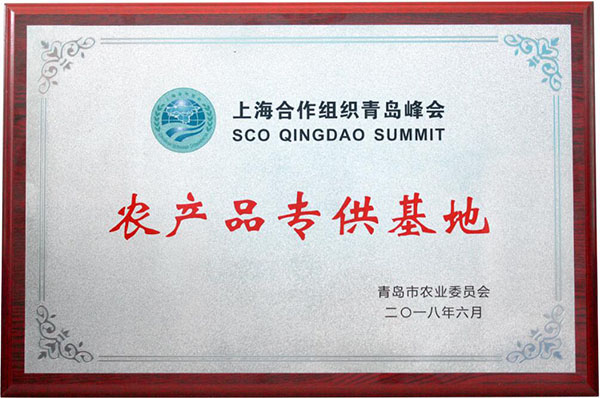 上海合作组织青岛峰会
SCO QINGDAO SUMMIT
农产品专供基地
青岛市农业委员会
二〇一八年六月